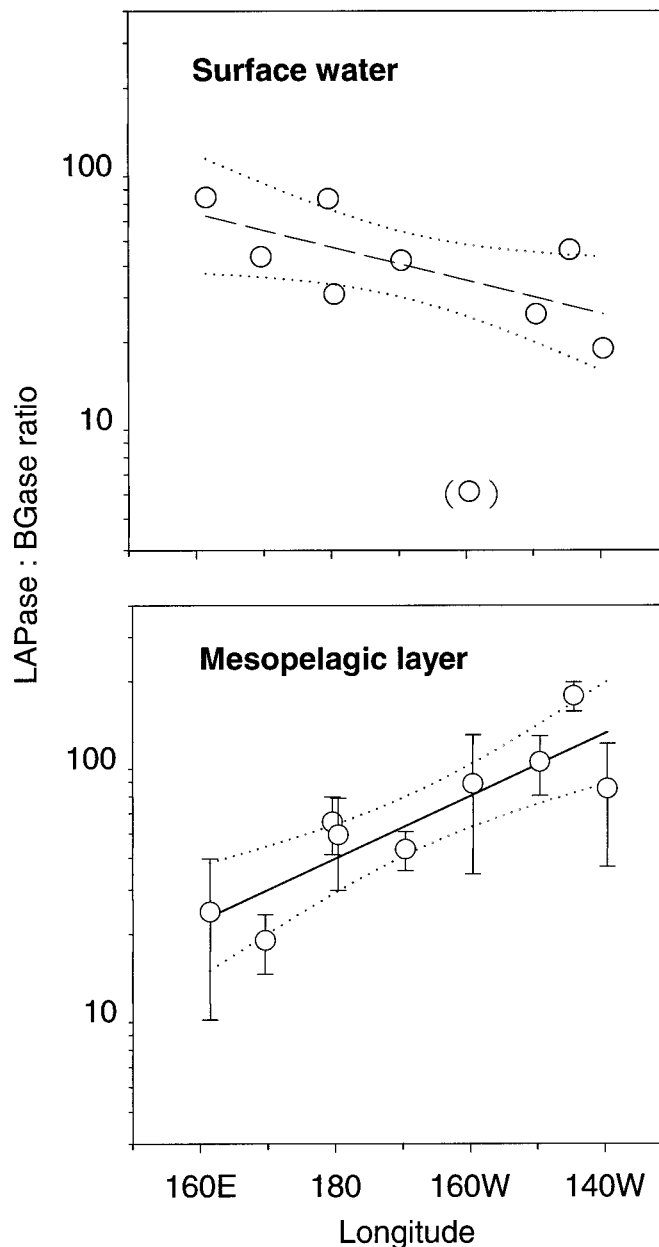 Surface water
100
10
( )
LAPase : BGase ratio
Mesopelagic layer
100
10
160E 180 160W 140W
Longitude